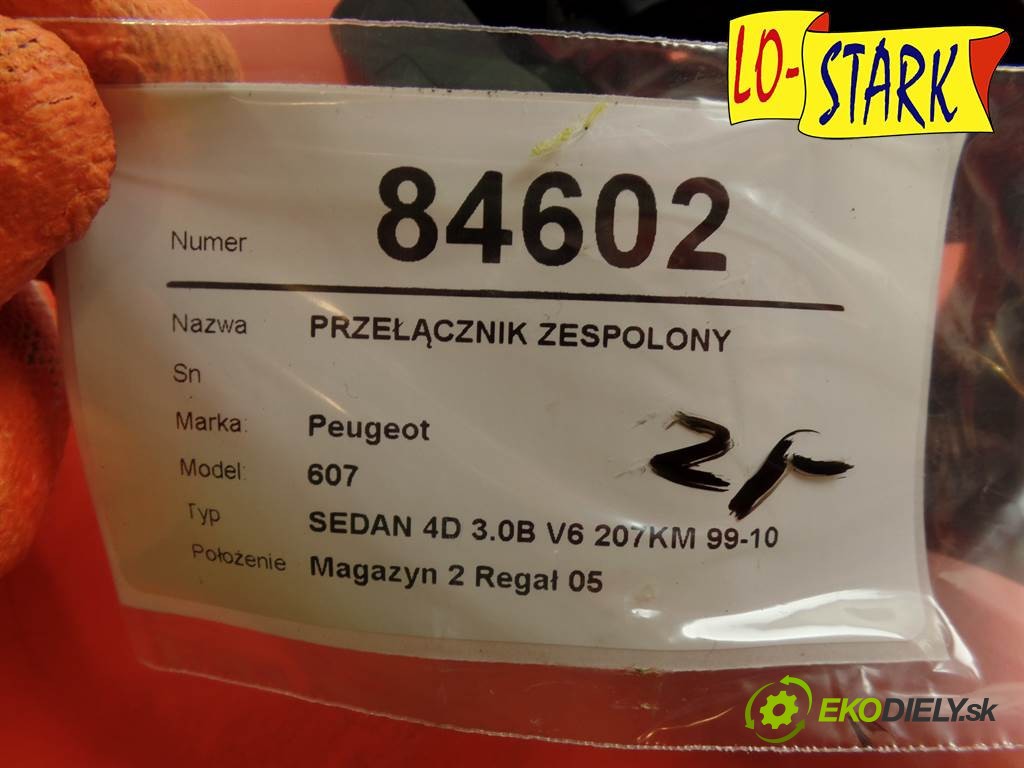 LO-STARK
Numer 84602
Nazwa PRZEŁĄCZNIK ZESPOLONY
Sn
Marka: Peugeot
Model: 607
Typ SEDAN 4D 3.0B V6 207KM 99-10
Położenie Magazyn 2 Regał 05
EKODIELY.sk